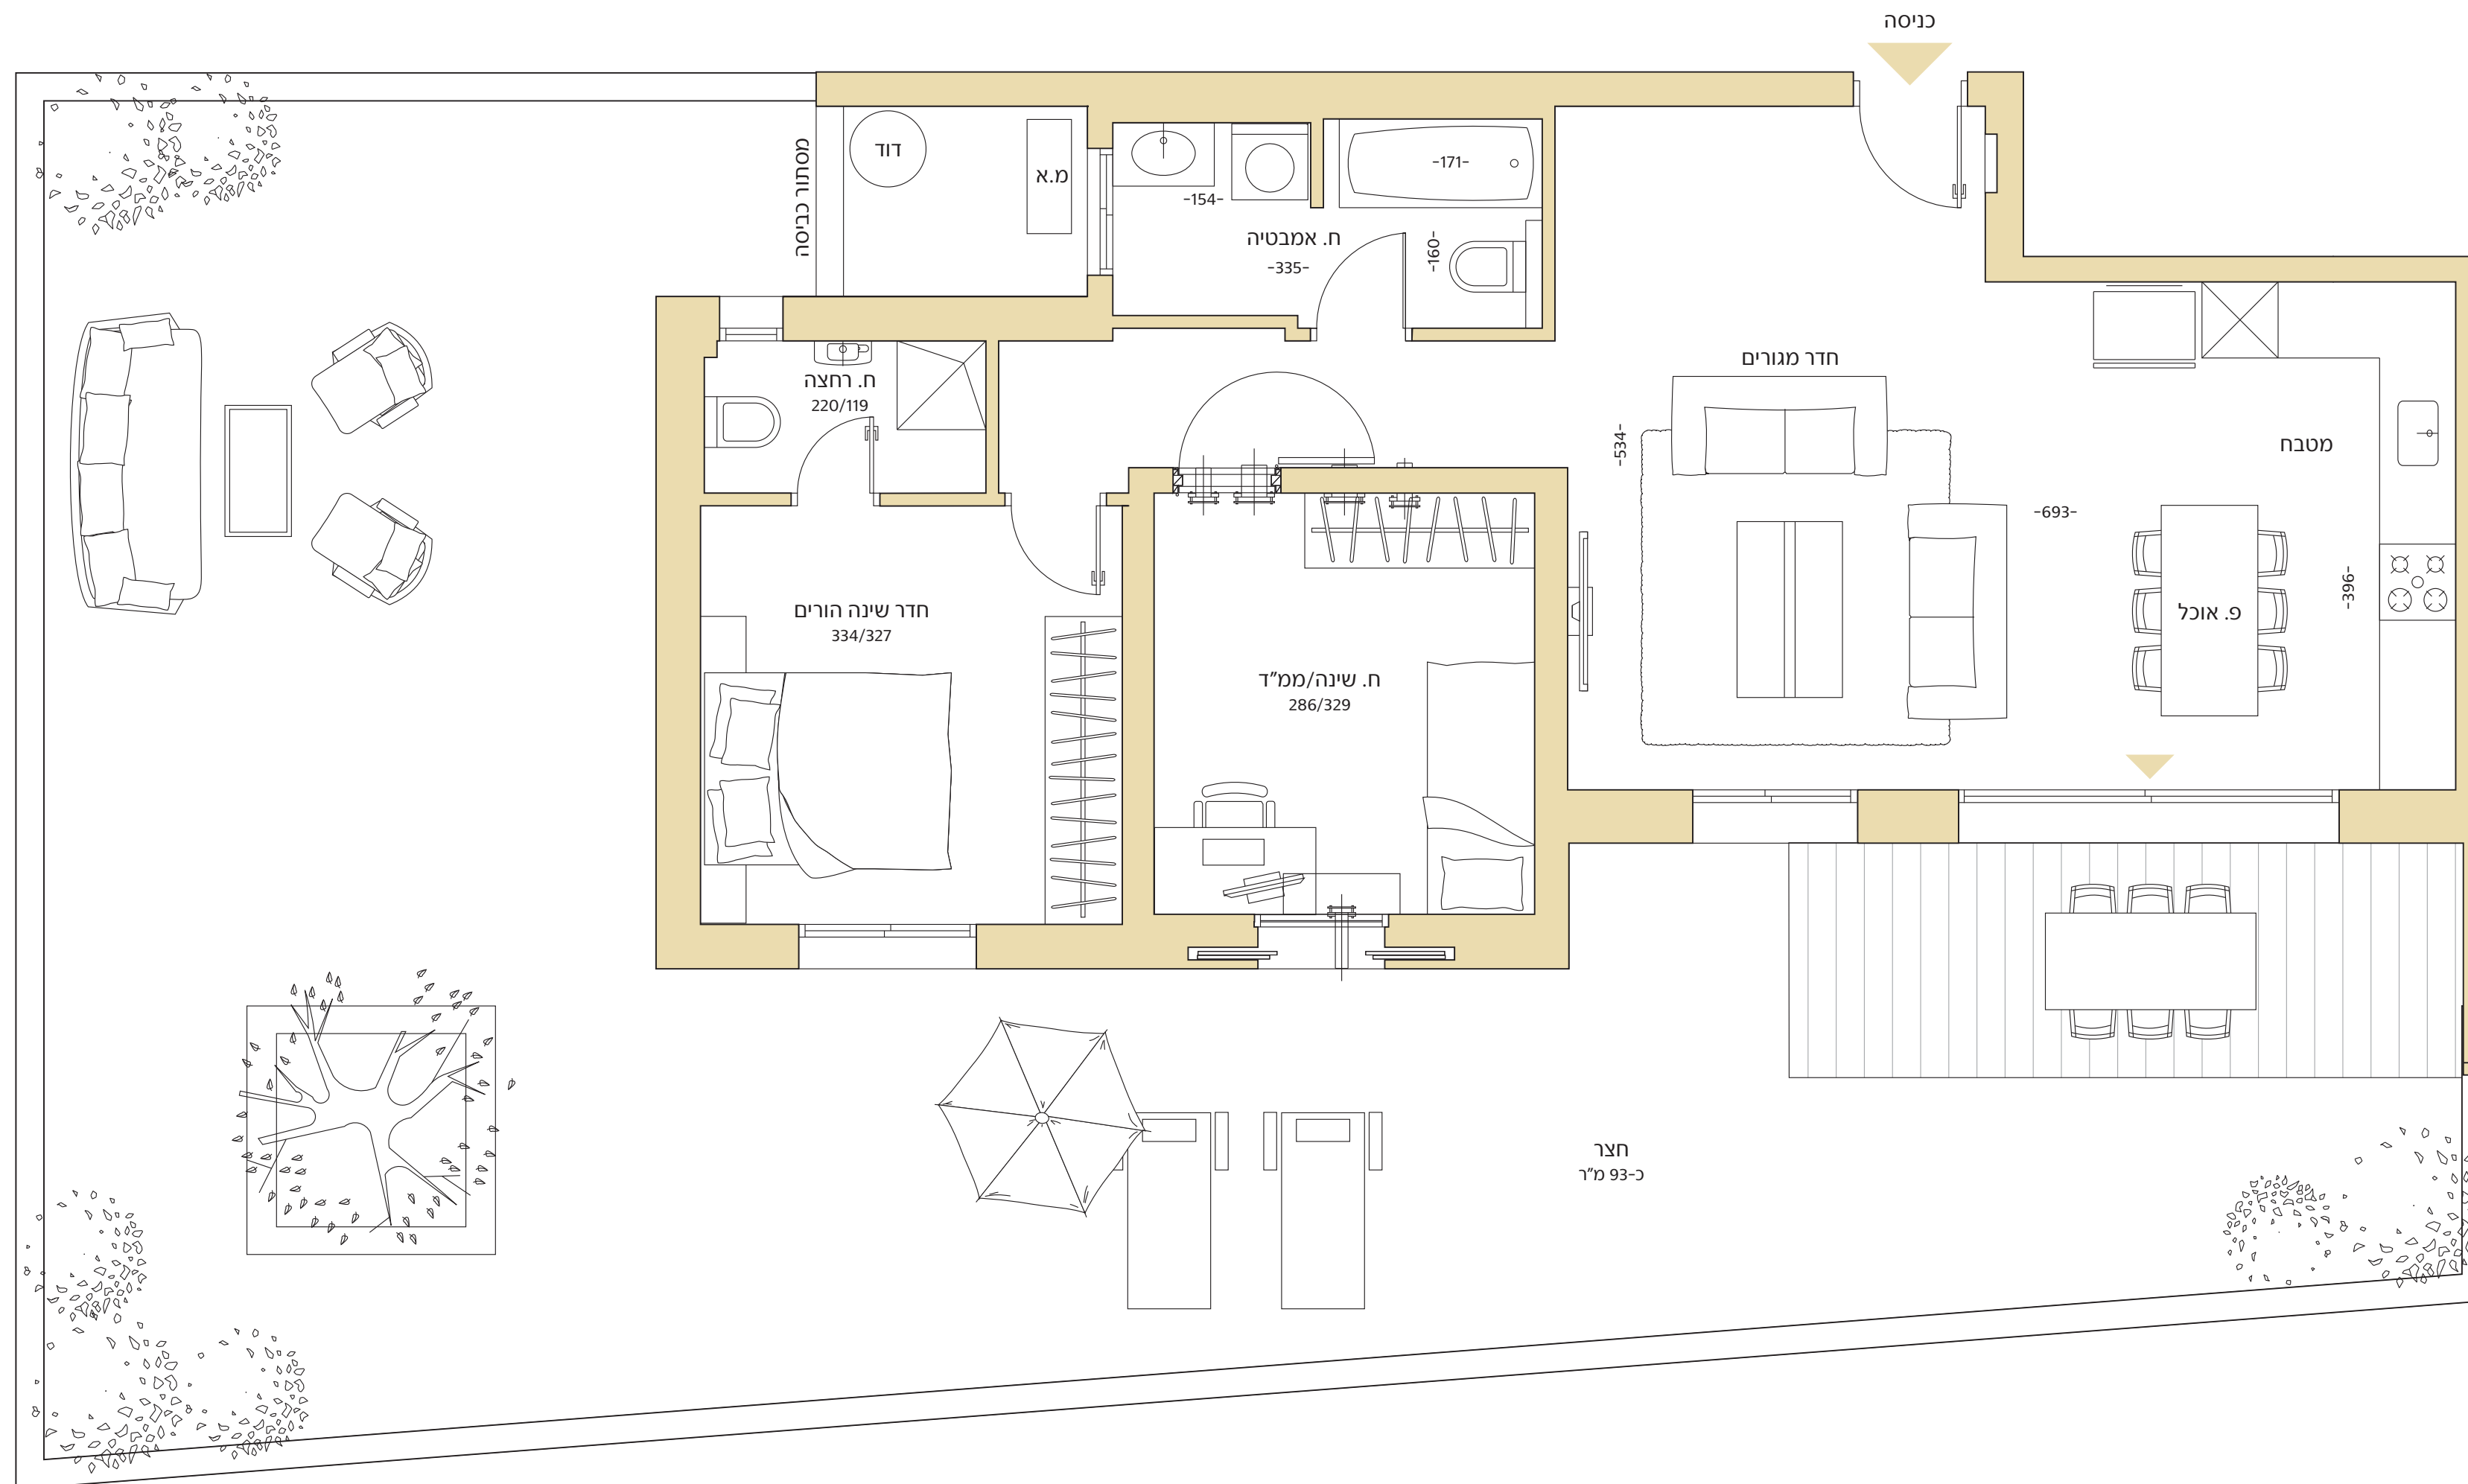 כניסה
דוד
מ.א
מסתור כביסה
-171-
-154-
ח. אמבטיה
-335-
-160-
חדר מגורים
ח. רחצה
220/119
-534-
מטבח
-693-
-396-
פ. אוכל
חדר שינה הורים
334/327
ח. שינה/ממ"ד
286/329
חצר
כ-93 מ"ר